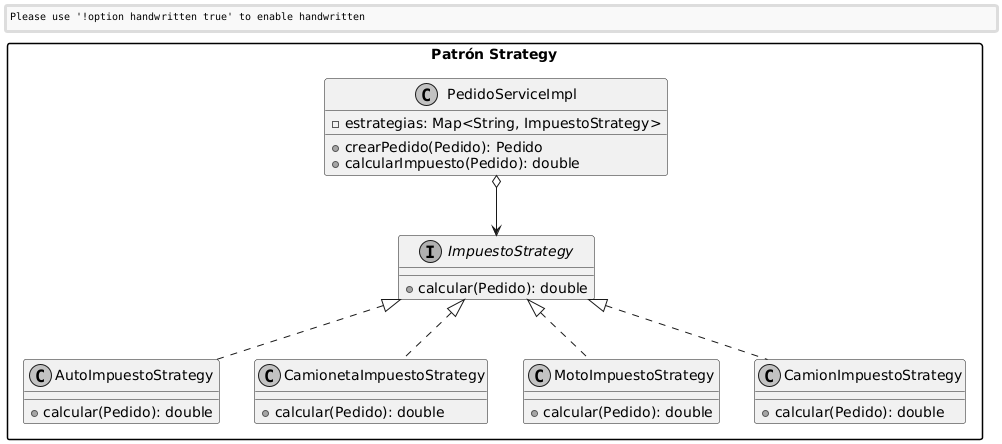 Please use '!option handwritten true' to enable handwritten
Patrón Strategy
C PedidoServiceImpl
estrategias: Map<String, ImpuestoStrategy>
crearPedido(Pedido): Pedido
calcularImpuesto(Pedido): double
I ImpuestoStrategy
calcular(Pedido): double
C AutoImpuestoStrategy
calcular(Pedido): double
C CamionetaImpuestoStrategy
calcular(Pedido): double
C MotoImpuestoStrategy
calcular(Pedido): double
C CamionImpuestoStrategy
calcular(Pedido): double